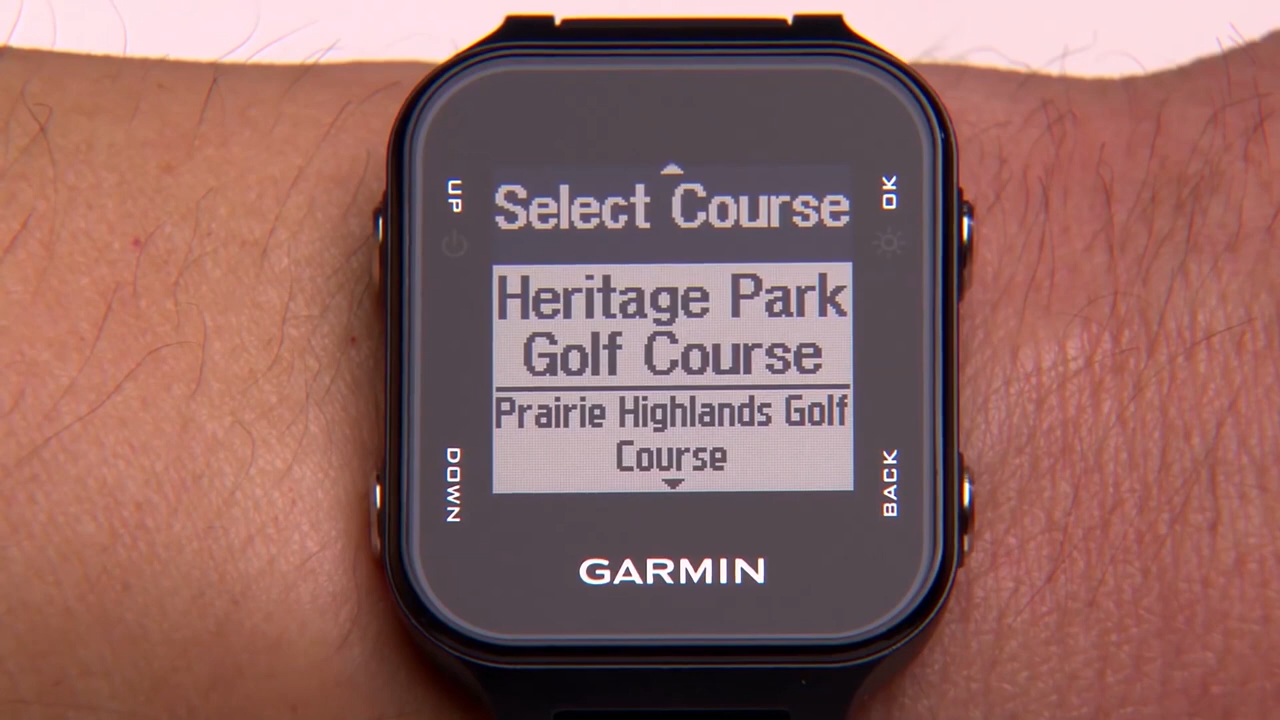 UP
OK
Select Course
Heritage Park
Golf Course
Prairie Highlands Golf
Course
DOWN
BACK
GARMIN